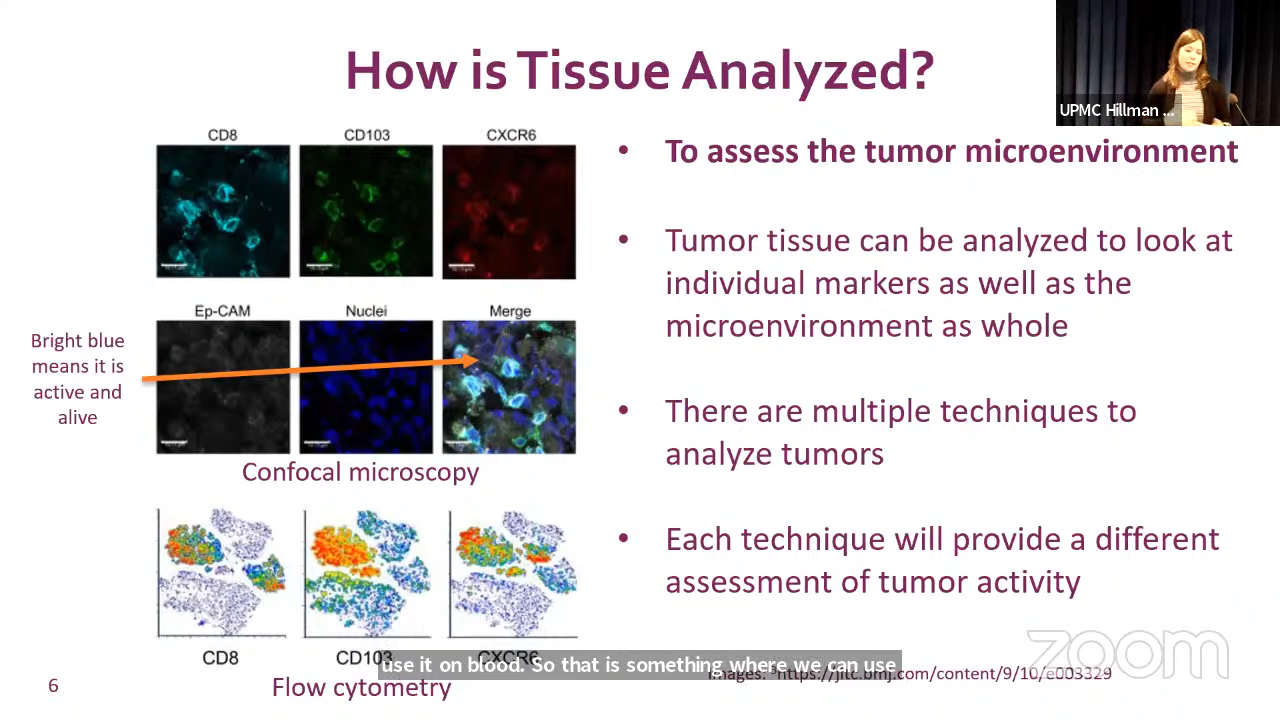 How is Tissue Analyzed?
UPMC Hillman ...
CD8 CD103 CXCR6
Ep-CAM Nuclei Merge
Bright blue
means it is
active and
alive
Confocal microscopy
CD8 CD103 CXCR6
Flow cytometry
• To assess the tumor microenvironment
• Tumor tissue can be analyzed to look at
individual markers as well as the
microenvironment as whole
• There are multiple techniques to
analyze tumors
• Each technique will provide a different
assessment of tumor activity
zoom
use it on blood. So that is something where we can use
Images: ³https://jitc.bmj.com/content/9/10/e003329
6